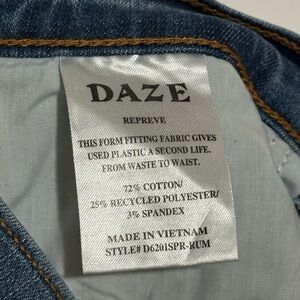 DAZE
REPREVE
THIS FORM FITTING FABRIC GIVES
USED PLASTIC A SECOND LIFE.
FROM WASTE TO WAIST.
72% COTTON/
25% RECYCLED POLYESTER/
3% SPANDEX
MADE IN VIETNAM
STYLE# D6201SPR-RUM